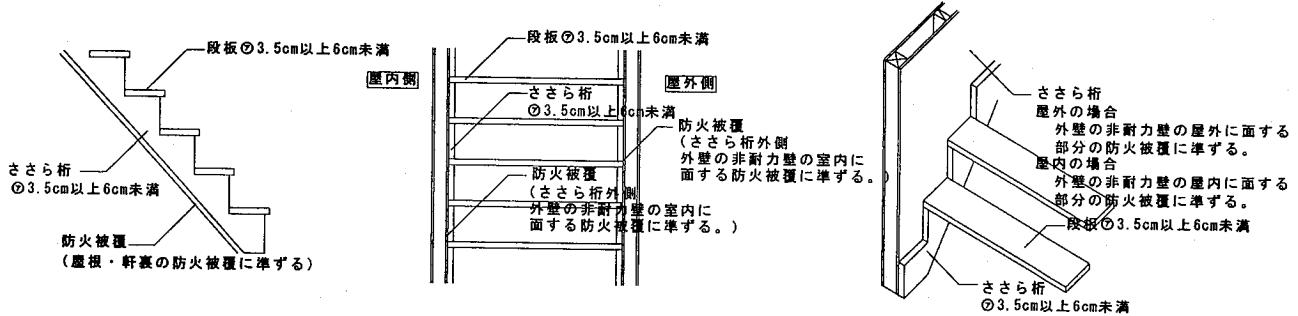 段板㋐3.5cm以上6cm未満
ささら桁
㋐3.5cm以上6cm未満
防火被覆
(屋根・軒裏の防火被覆に準ずる)
屋内側
屋外側
段板㋐3.5cm以上6cm未満
ささら桁
㋐3.5cm以上6cm未満
防火被覆
(ささら桁外側
外壁の非耐力壁の室内に
面する防火被覆に準ずる。
防火被覆
(ささら桁外側
外壁の非耐力壁の室内に
面する防火被覆に準ずる。)
ささら桁
屋外の場合
外壁の非耐力壁の屋外に面する
部分の防火被覆に準ずる。
屋内の場合
外壁の非耐力壁の屋内に面する
部分の防火被覆に準ずる。
段板㋐3.5cm以上6cm未満
ささら桁
㋐3.5cm以上6cm未満